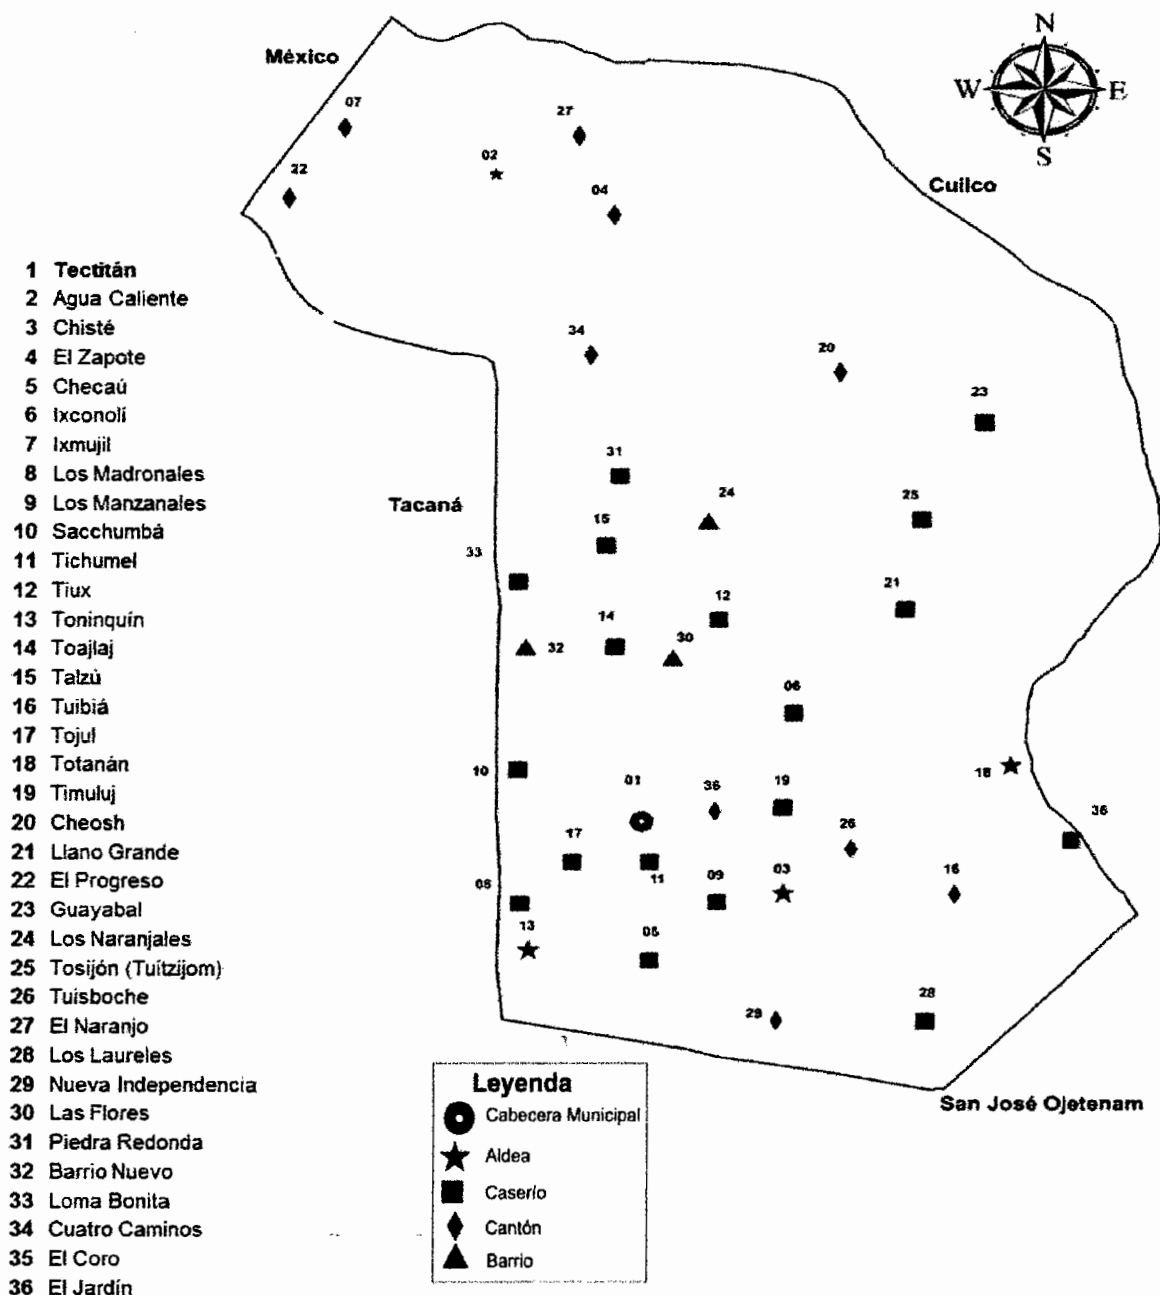 N
México
07
27
W
E
02
22
S
04
Cuilco
1 Tectitán
2 Agua Caliente
3 Chisté
34
20
4 El Zapote
5 Checaú
23
6 Ixconolí
7 Ixmujil
31
8 Los Madronales
24
25
9 Los Manzanales
Tacaná
15
10 Sacchumbá
33
11 Tichumel
21
12 Tiux
12
13 Toninquín
14
30
14 Toajlaj
32
15 Talzú
06
16 Tuibiá
17 Tojul
18 Totanán
10
18
19 Timuluj
01
36
19
36
20 Cheosh
17
26
21 Llano Grande
03
16
22 El Progreso
08
11
09
23 Guayabal
13
05
24 Los Naranjales
25 Tosijón (Tuitzijom)
26 Tuisboche
28
27 El Naranjo
29
28 Los Laureles
Leyenda
29 Nueva Independencia
San José Ojetenam
30 Las Flores
Cabecera Municipal
31 Piedra Redonda
Aldea
32 Barrio Nuevo
Caserío
33 Loma Bonita
34 Cuatro Caminos
Cantón
35 El Coro
Barrio
36 El Jardín